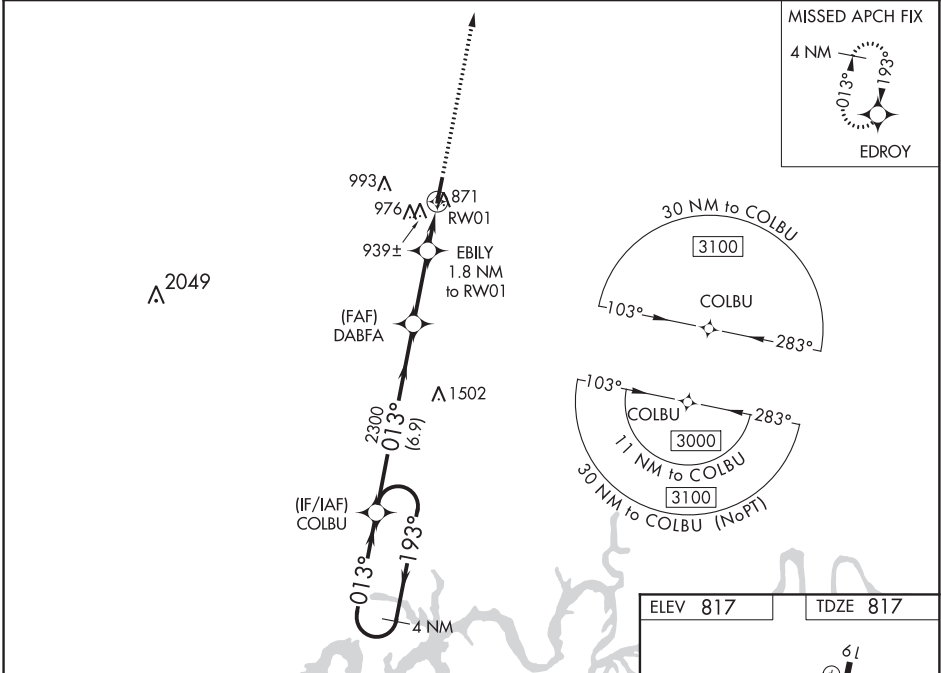 MISSED APCH FIX
4 NM
013°
193°
EDROY
993
976
871
RW01
939±
EBILY
1.8 NM
to RW01
2049
(FAF)
DABFA
1502
2300
013°
(6.9)
(IF/IAF)
COLBU
013°
193°
4 NM
30 NM to COLBU
3100
COLBU
103°
283°
103°
283°
COLBU
3000
11 NM to COLBU
3100
30 NM to COLBU (NoPT)
ELEV 817
TDZE 817
19